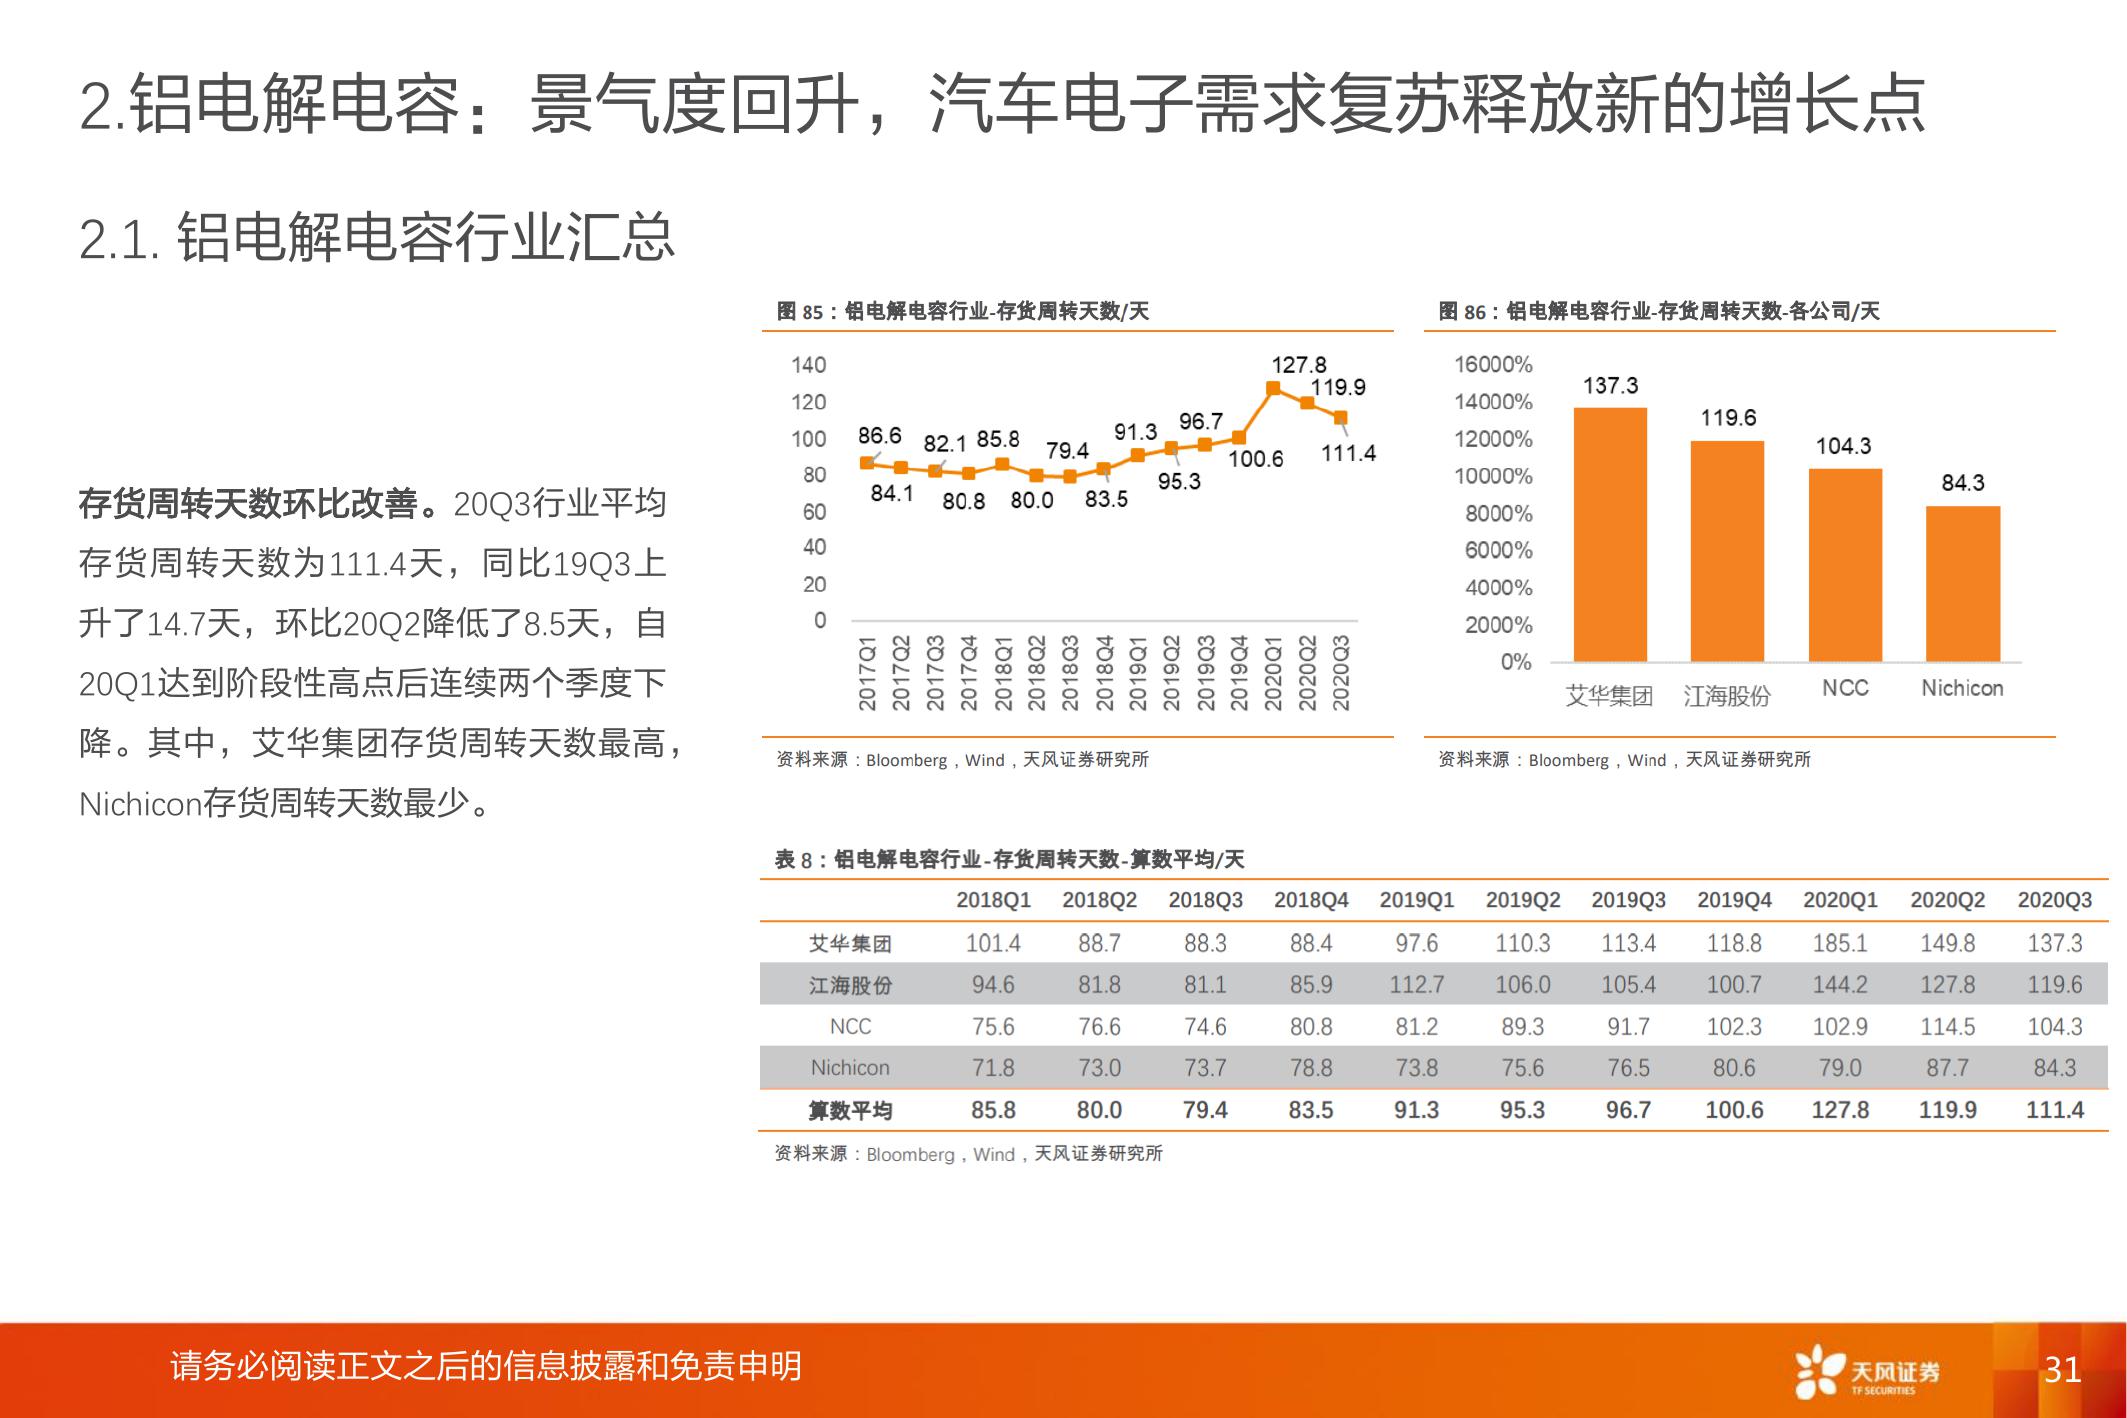 2.铝电解电容：景气度回升，汽车电子需求复苏释放新的增长点
2.1. 铝电解电容行业汇总
存货周转天数环比改善。20Q3行业平均
存货周转天数为111.4天，同比19Q3上
升了14.7天，环比20Q2降低了8.5天，自
20Q1达到阶段性高点后连续两个季度下
降。其中，艾华集团存货周转天数最高，
Nichicon存货周转天数最少。
图 85：铝电解电容行业-存货周转天数/天
140
120
100
80
60
40
20
0
86.6
84.1
82.1
80.8
85.8
80.0
79.4
83.5
91.3
95.3
96.7
100.6
127.8
119.9
111.4
2017Q1
2017Q2
2017Q3
2017Q4
2018Q1
2018Q2
2018Q3
2018Q4
2019Q1
2019Q2
2019Q3
2019Q4
2020Q1
2020Q2
2020Q3
资料来源：Bloomberg，Wind，天风证券研究所
图 86：铝电解电容行业-存货周转天数-各公司/天
16000%
14000%
12000%
10000%
8000%
6000%
4000%
2000%
0%
137.3
119.6
104.3
84.3
艾华集团 江海股份 NCC Nichicon
资料来源：Bloomberg，Wind，天风证券研究所
表 8：铝电解电容行业-存货周转天数-算数平均/天
2018Q1 2018Q2 2018Q3 2018Q4 2019Q1 2019Q2 2019Q3 2019Q4 2020Q1 2020Q2 2020Q3
艾华集团 101.4 88.7 88.3 88.4 97.6 110.3 113.4 118.8 185.1 149.8 137.3
江海股份 94.6 81.8 81.1 85.9 112.7 106.0 105.4 100.7 144.2 127.8 119.6
NCC 75.6 76.6 74.6 80.8 81.2 89.3 91.7 102.3 102.9 114.5 104.3
Nichicon 71.8 73.0 73.7 78.8 73.8 75.6 76.5 80.6 79.0 87.7 84.3
算数平均 85.8 80.0 79.4 83.5 91.3 95.3 96.7 100.6 127.8 119.9 111.4
资料来源：Bloomberg，Wind，天风证券研究所
请务必阅读正文之后的信息披露和免责申明
天风证券
TF SECURITIES
31